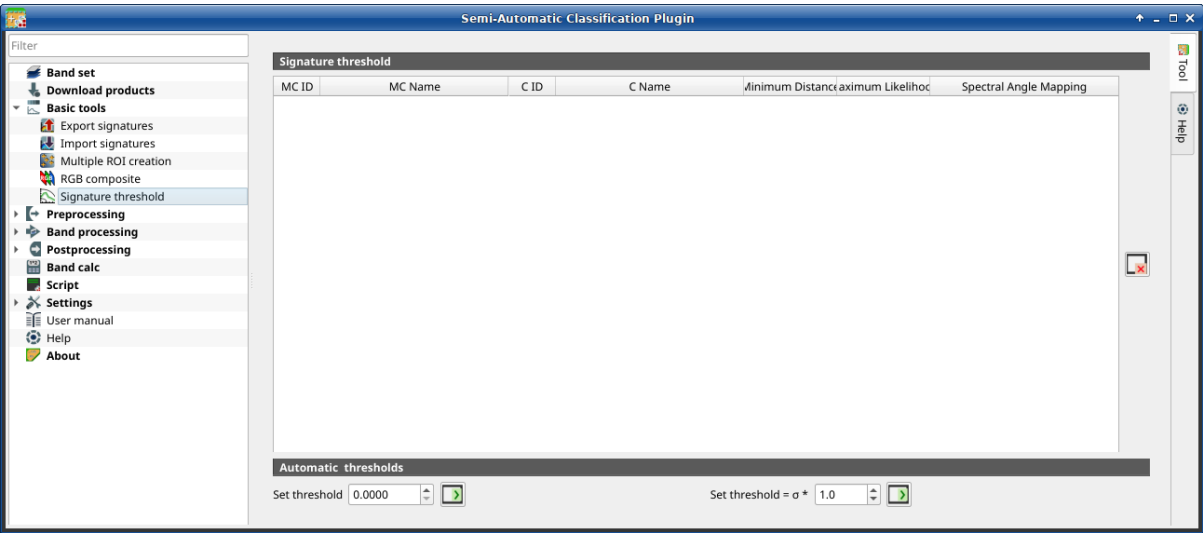 Semi-Automatic Classification Plugin
Filter
Band set
Download products
Basic tools
Export signatures
Import signatures
Multiple ROI creation
RGB composite
Signature threshold
Preprocessing
Band processing
Postprocessing
Band calc
Script
Settings
User manual
Help
About
Signature threshold
MC ID MC Name C ID C Name Minimum Distance aximum Likelihoo Spectral Angle Mapping
Automatic thresholds
Set threshold 0.0000 Set threshold = σ * 1.0
Tool
Help